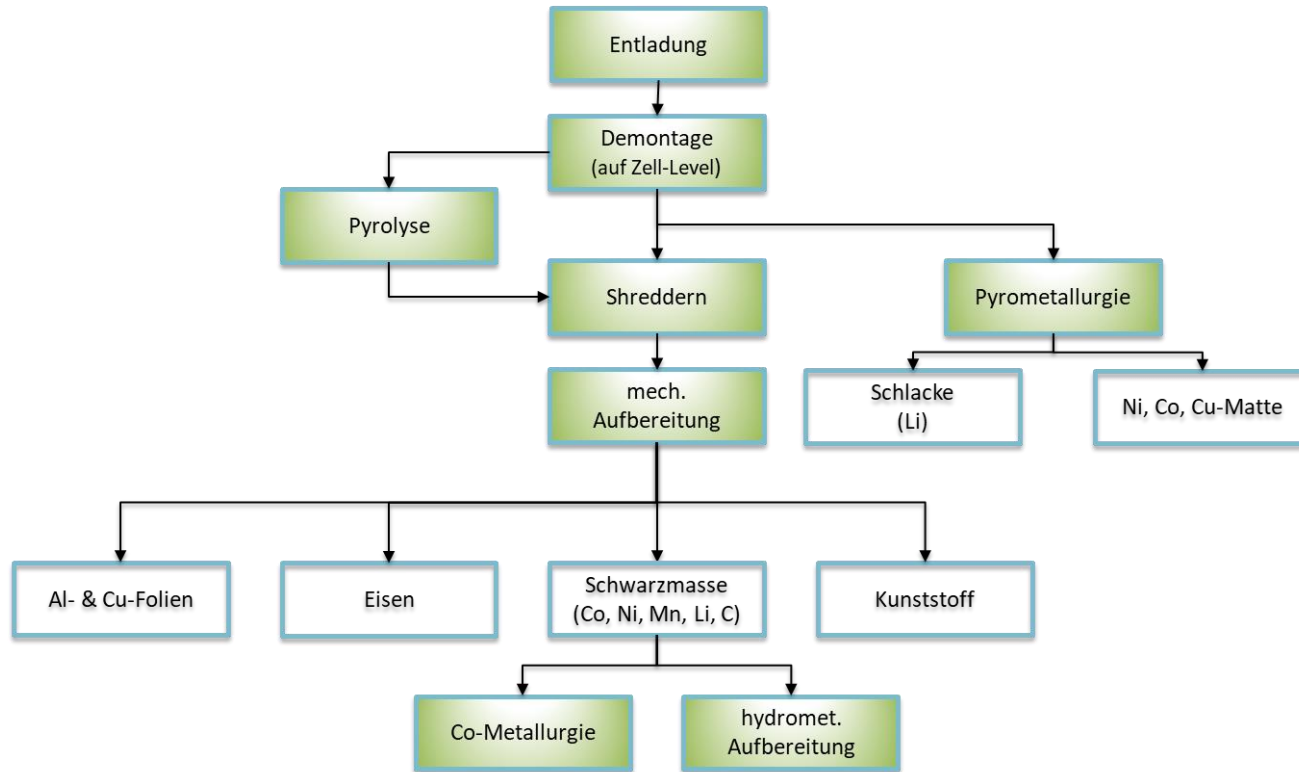 Entladung
Demontage
(auf Zell-Level)
Pyrolyse
Shreddern
Pyrometallurgie
mech.
Aufbereitung
Schlacke
(Li)
Ni, Co, Cu-Matte
Al- & Cu-Folien
Eisen
Schwarzmasse
(Co, Ni, Mn, Li, C)
Kunststoff
Co-Metallurgie
hydromet.
Aufbereitung